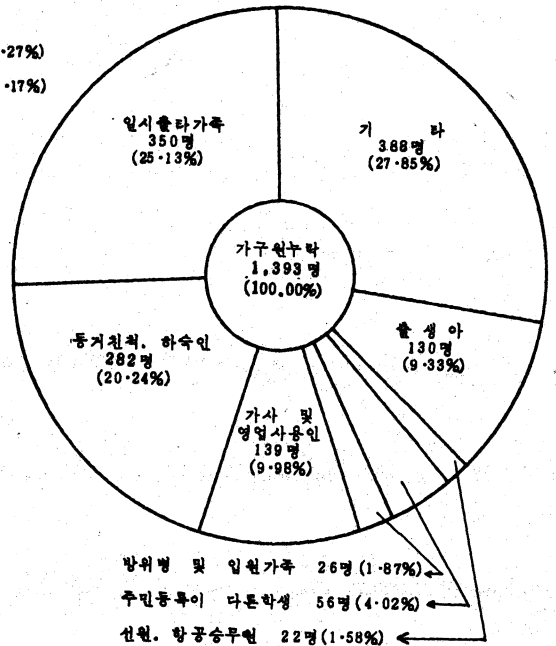 ·27%)
·17%)
일시출타가족
350명
(25·13%)
기 타
388명
(27·85%)
가구원누락
1,393명
(100.00%)
출생아
130명
(9·33%)
동거친척. 하숙인
282명
(20·24%)
가사 및
영업사용인
139명
(9·98%)
방위병 및 입원가족 26명(1·87%)
주민등록이 다른학생 56명(4·02%)
선원. 항공승무원 22명(1·58%)